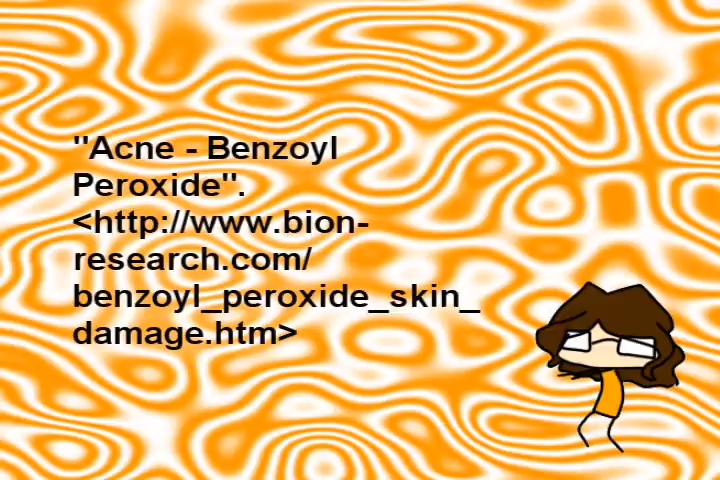 "Acne - Benzoyl
Peroxide".
<http://www.bion-
research.com/
benzoyl_peroxide_skin_
damage.htm>